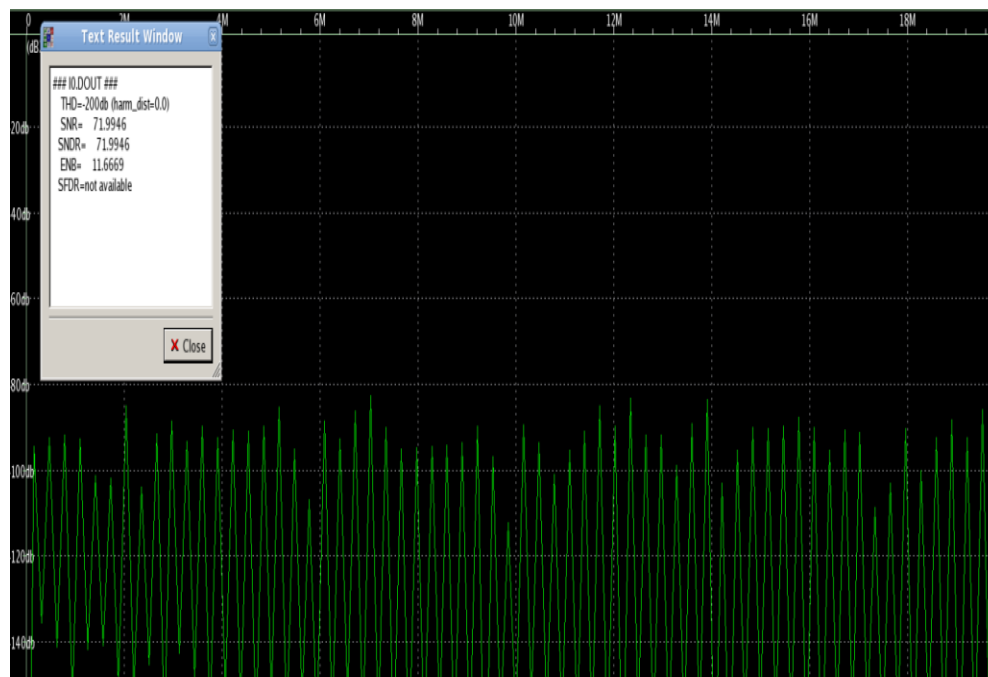 0 2M 4M 6M 8M 10M 12M 14M 16M 18M
(dB
Text Result Window
### I0.DOUT ###
THD=-200db (harm_dist=0.0)
SNR= 71.9946
SNDR= 71.9946
ENB= 11.6669
SFDR=not available
Close
20db
40db
60db
80db
100db
120db
140db